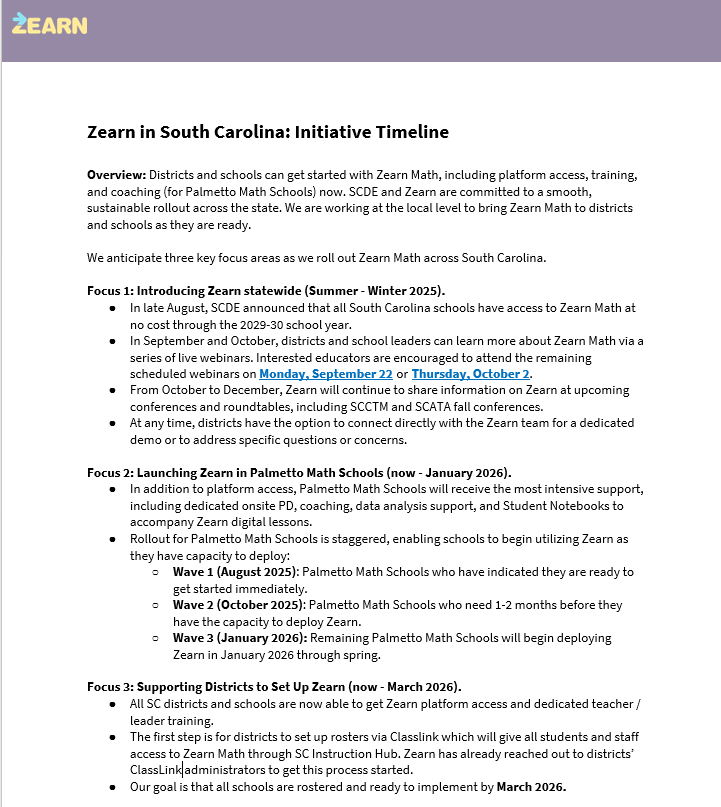 ZEARN
Zearn in South Carolina: Initiative Timeline
Overview: Districts and schools can get started with Zearn Math, including platform access, training,
and coaching (for Palmetto Math Schools) now. SCDE and Zearn are committed to a smooth,
sustainable rollout across the state. We are working at the local level to bring Zearn Math to districts
and schools as they are ready.
We anticipate three key focus areas as we roll out Zearn Math across South Carolina.
Focus 1: Introducing Zearn statewide (Summer - Winter 2025).
● In late August, SCDE announced that all South Carolina schools have access to Zearn Math at
no cost through the 2029-30 school year.
● In September and October, districts and school leaders can learn more about Zearn Math via a
series of live webinars. Interested educators are encouraged to attend the remaining
scheduled webinars on Monday, September 22 or Thursday, October 2.
● From October to December, Zearn will continue to share information on Zearn at upcoming
conferences and roundtables, including SCCTM and SCATA fall conferences.
● At any time, districts have the option to connect directly with the Zearn team for a dedicated
demo or to address specific questions or concerns.
Focus 2: Launching Zearn in Palmetto Math Schools (now - January 2026).
● In addition to platform access, Palmetto Math Schools will receive the most intensive support,
including dedicated onsite PD, coaching, data analysis support, and Student Notebooks to
accompany Zearn digital lessons.
● Rollout for Palmetto Math Schools is staggered, enabling schools to begin utilizing Zearn as
they have capacity to deploy:
○ Wave 1 (August 2025): Palmetto Math Schools who have indicated they are ready to
get started immediately.
○ Wave 2 (October 2025): Palmetto Math Schools who need 1-2 months before they
have the capacity to deploy Zearn.
○ Wave 3 (January 2026): Remaining Palmetto Math Schools will begin deploying
Zearn in January 2026 through spring.
Focus 3: Supporting Districts to Set Up Zearn (now - March 2026).
● All SC districts and schools are now able to get Zearn platform access and dedicated teacher /
leader training.
● The first step is for districts to set up rosters via Classlink which will give all students and staff
access to Zearn Math through SC Instruction Hub. Zearn has already reached out to districts'
ClassLink administrators to get this process started.
● Our goal is that all schools are rostered and ready to implement by March 2026.